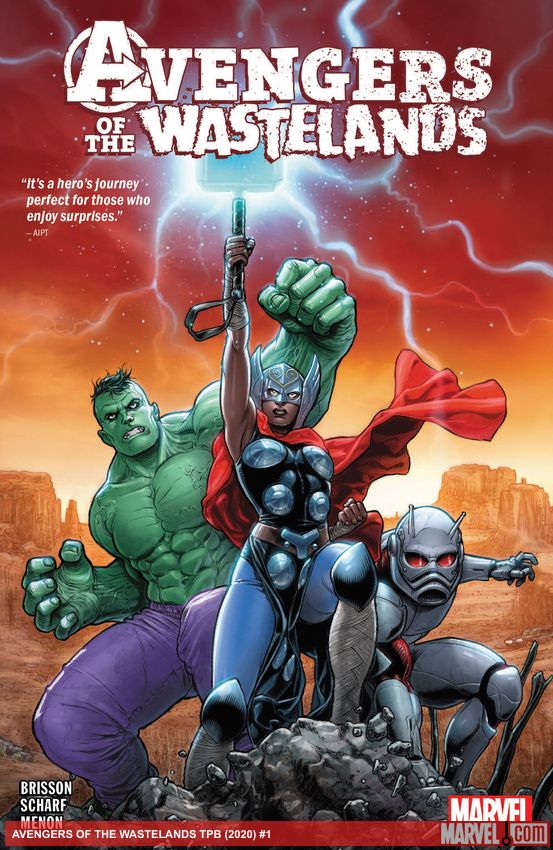 AVENGERS
OF THE WASTELANDS
“It’s a hero’s journey
perfect for those who
enjoy surprises.”
— AIPT
BRISSON
SCHARF
MENON
MARVEL
AVENGERS OF THE WASTELANDS TPB (2020) #1
MARVEL.com